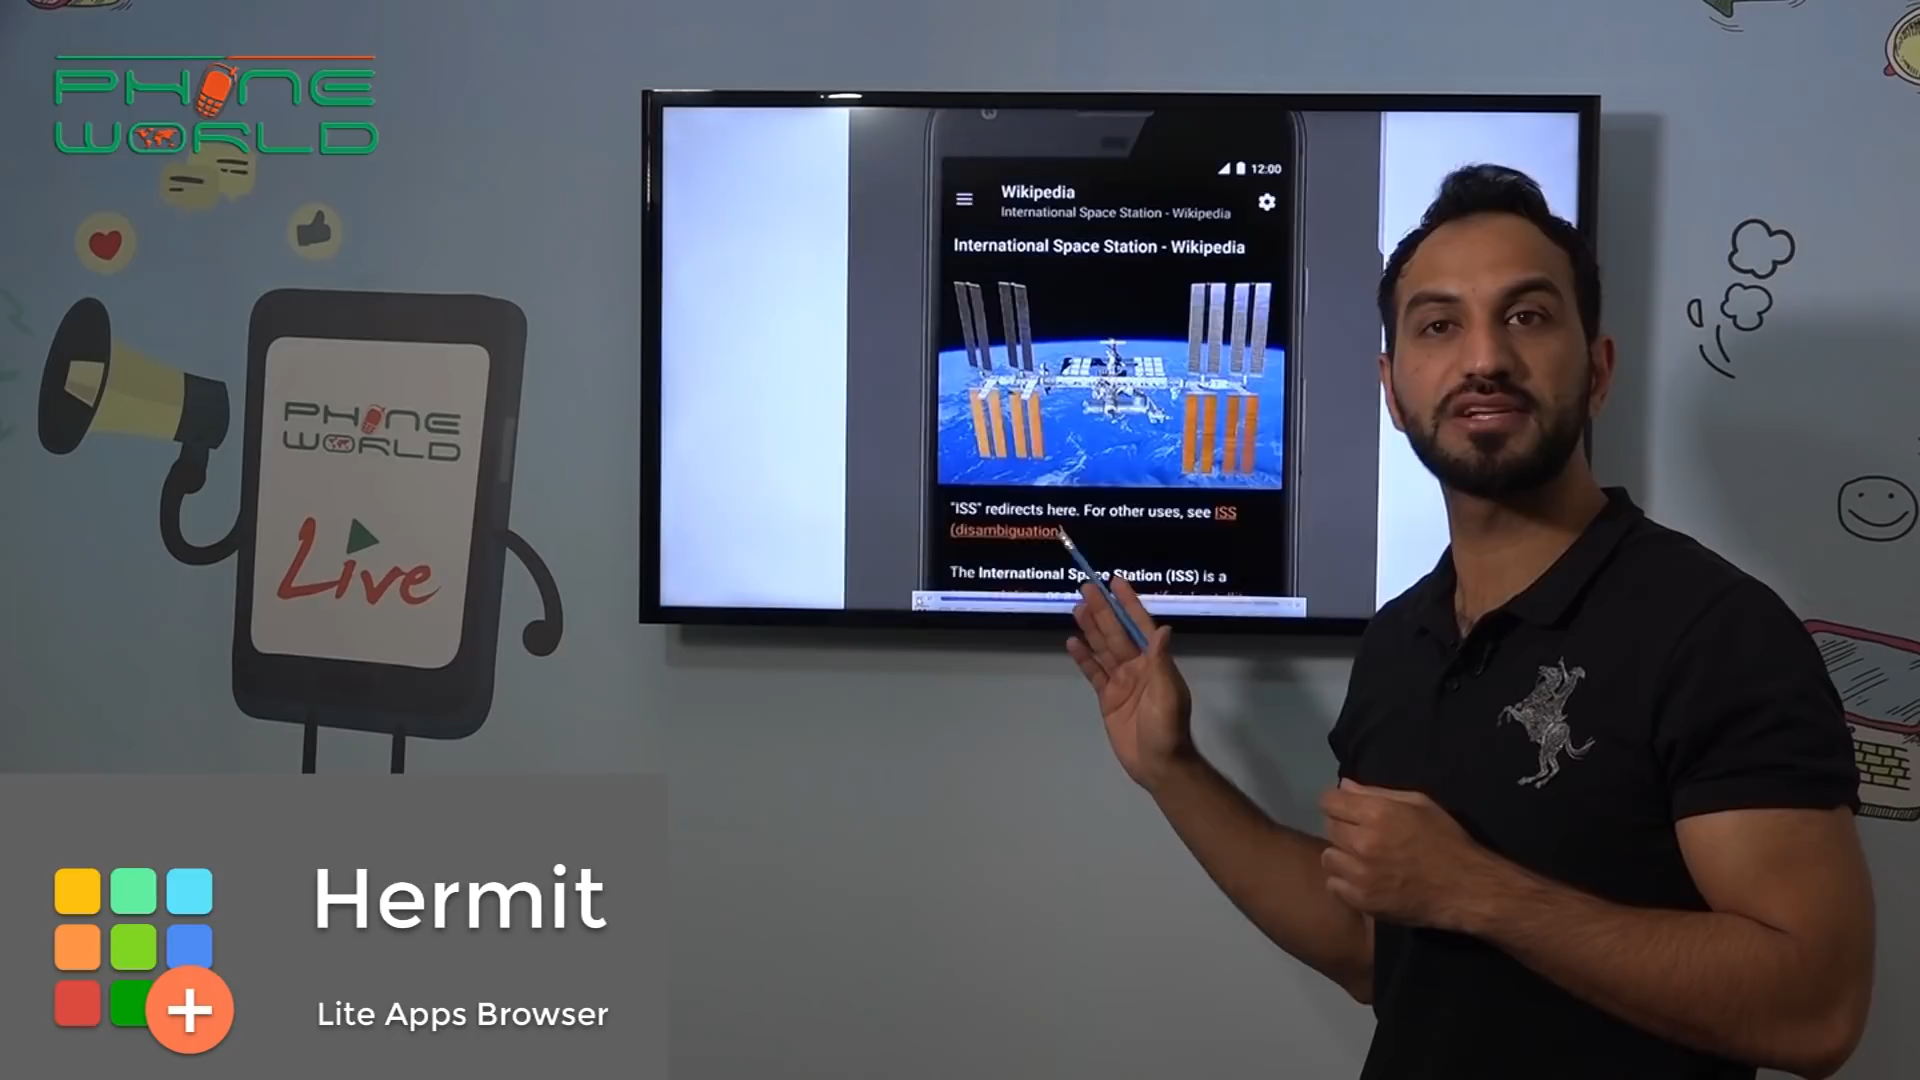 PHONE
WORLD
12:00
Wikipedia
International Space Station - Wikipedia
International Space Station - Wikipedia
"ISS" redirects here. For other uses, see ISS
(disambiguation)
The International Space Station (ISS) is a
PHONE
WORLD
Live
Hermit
Lite Apps Browser